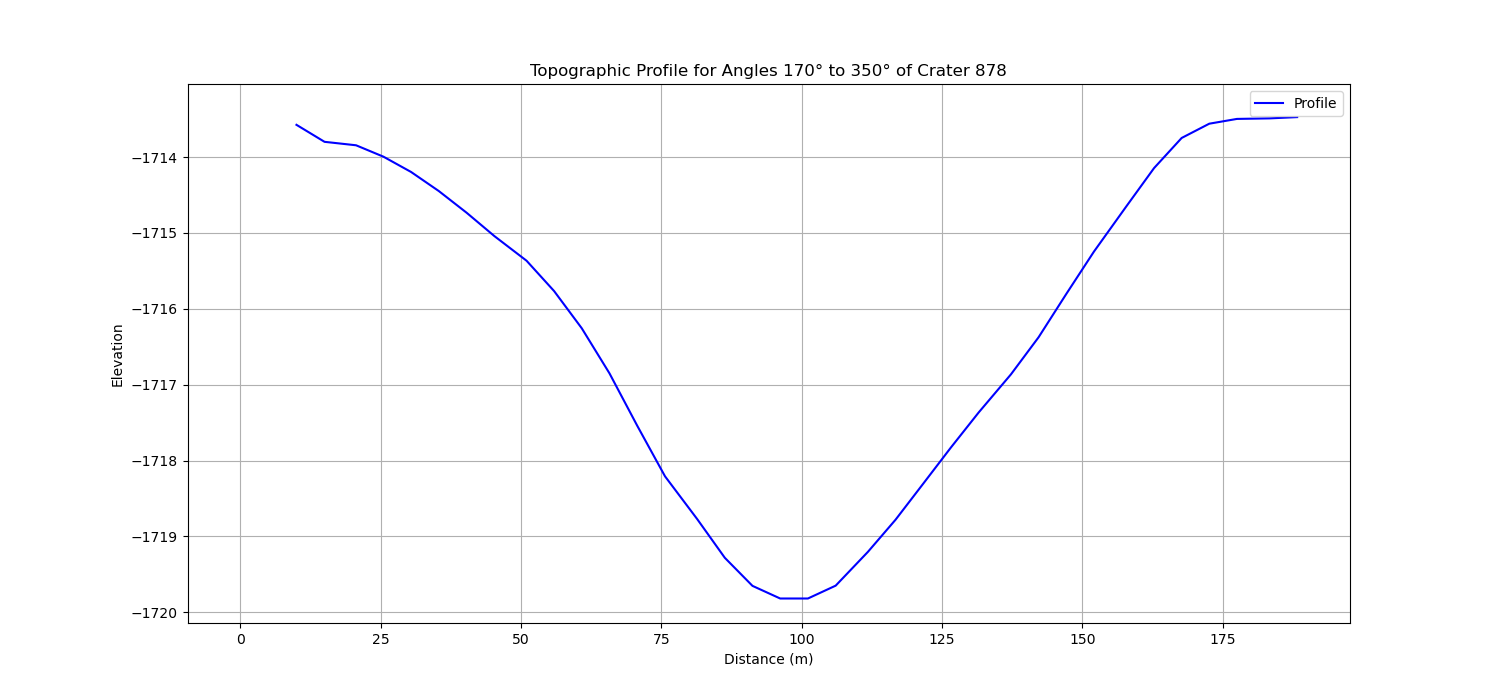 Topographic Profile for Angles 170° to 350° of Crater 878
Profile
−1714
−1715
−1716
−1717
−1718
−1719
−1720
Elevation
0 25 50 75 100 125 150 175
Distance (m)